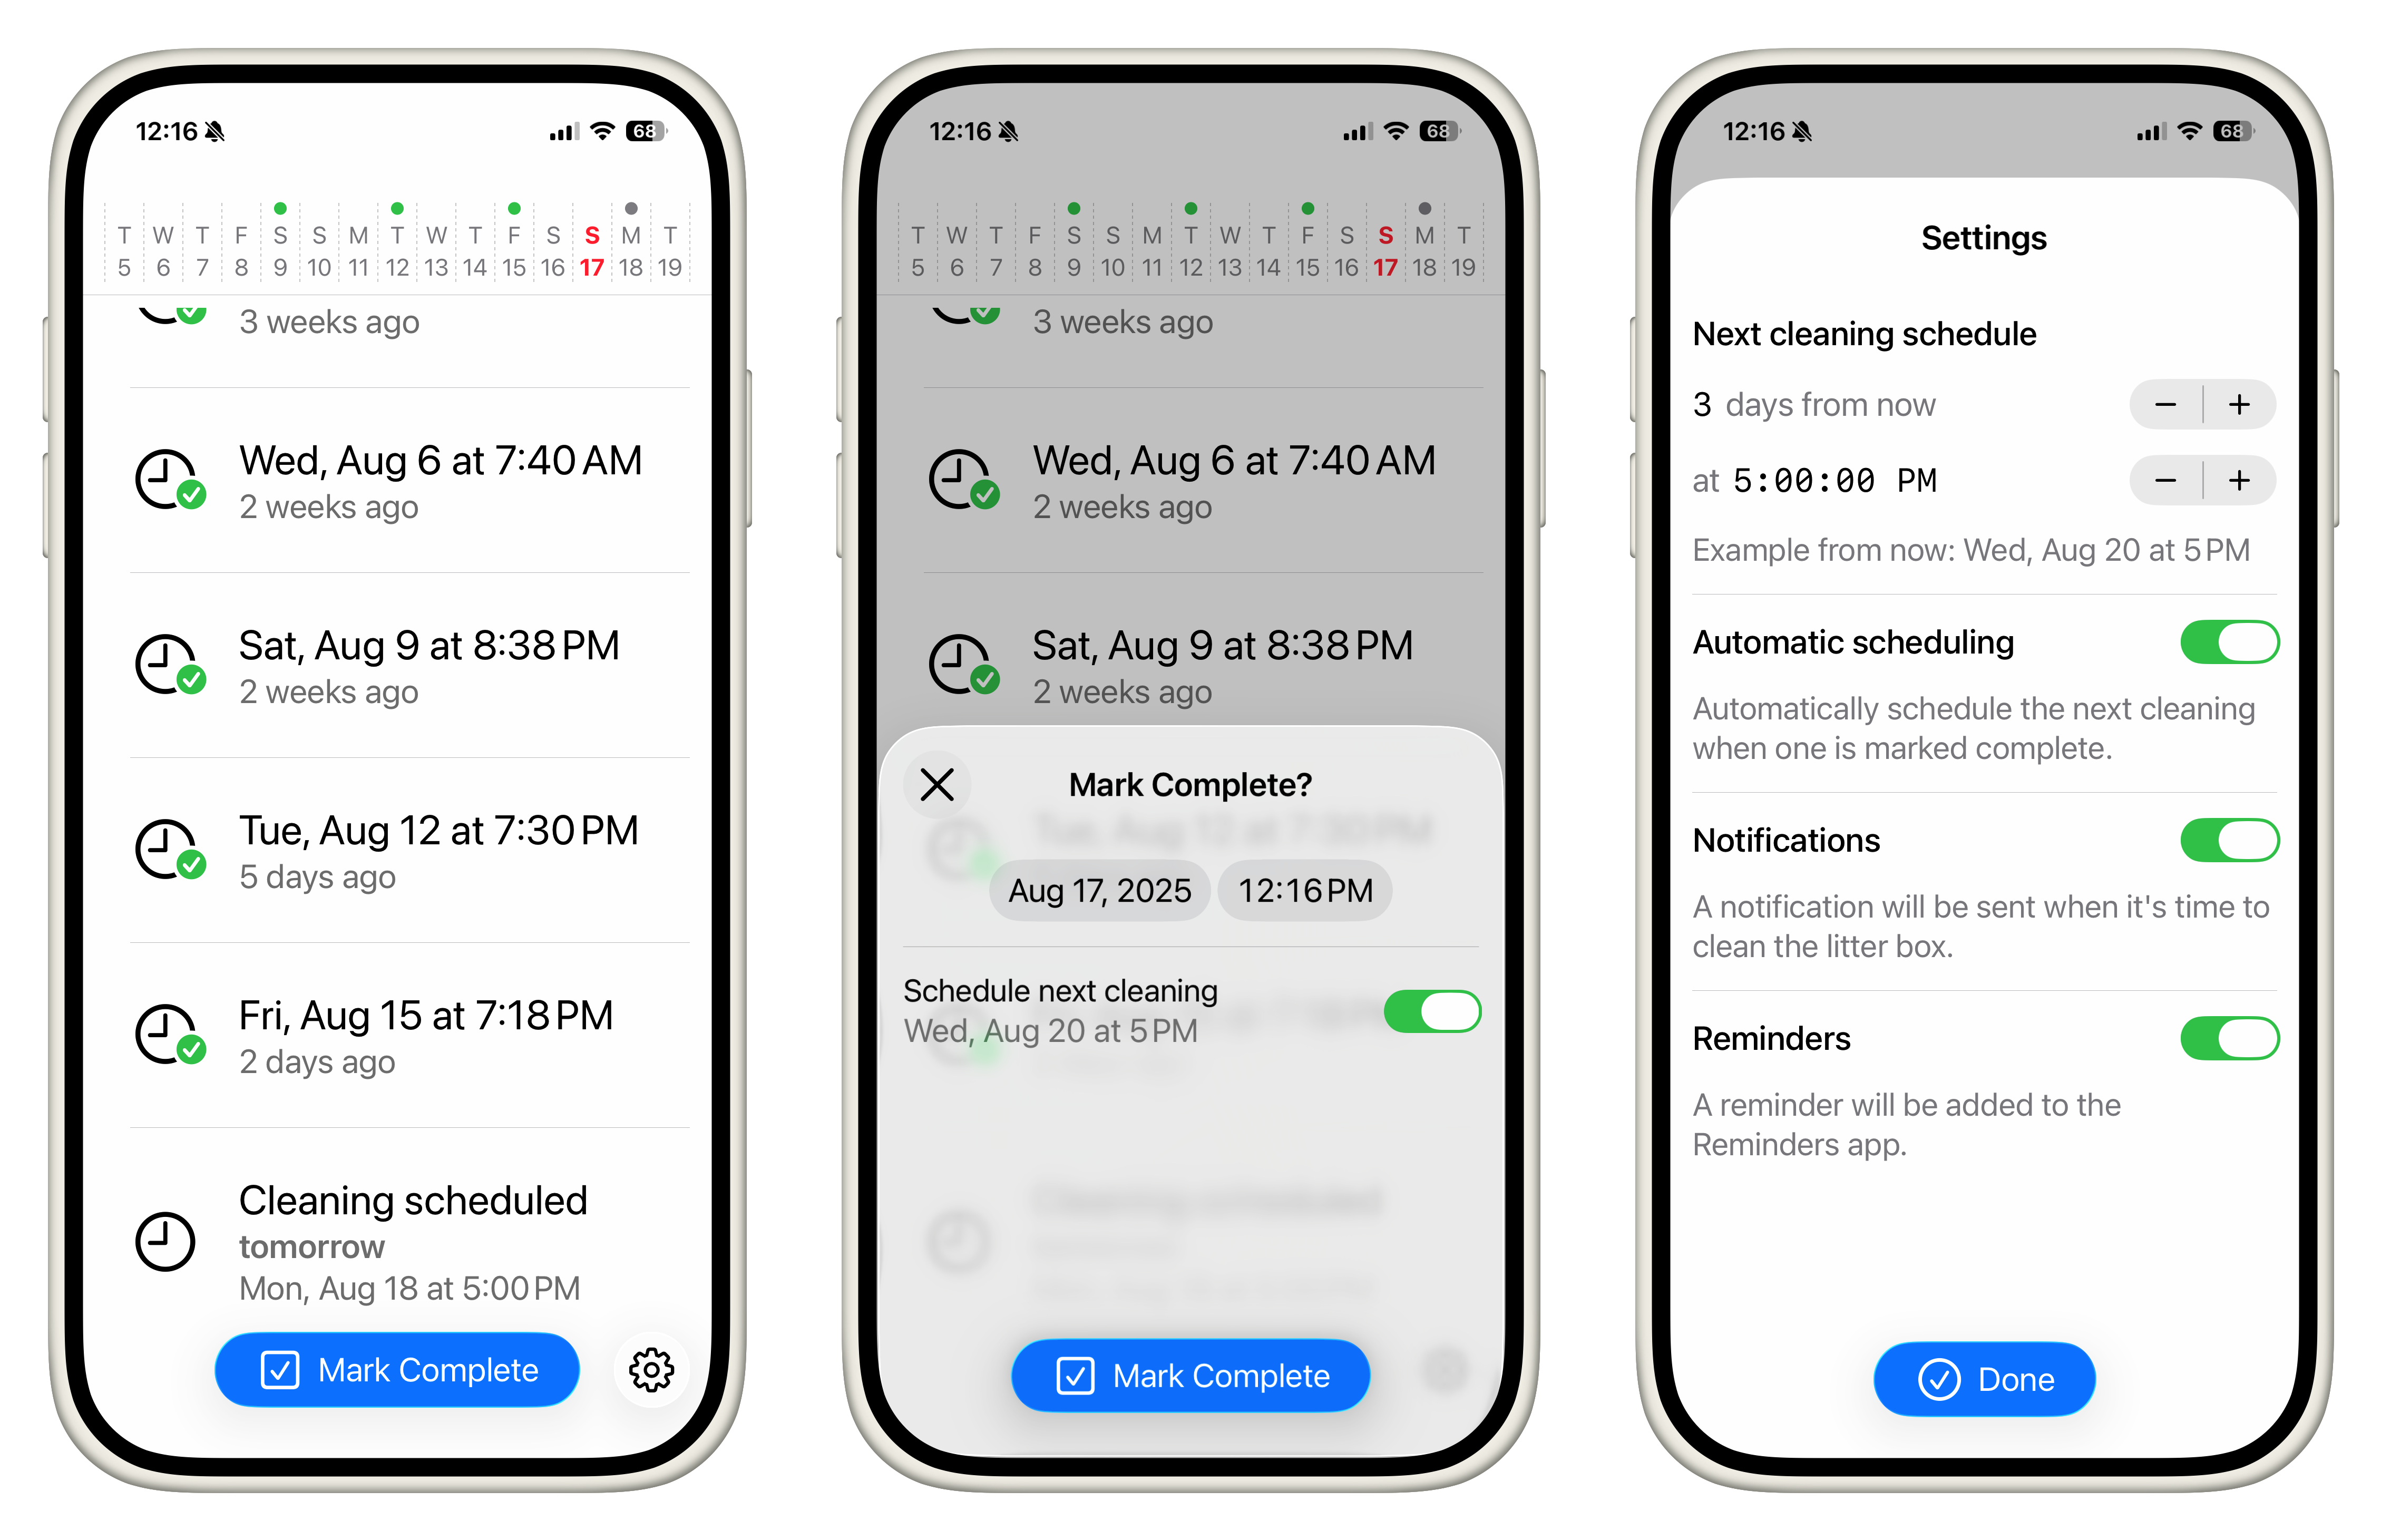 12:16
68
T W T F S S M T W T F S S M T
5 6 7 8 9 10 11 12 13 14 15 16 17 18 19
3 weeks ago
Wed, Aug 6 at 7:40 AM
2 weeks ago
Sat, Aug 9 at 8:38 PM
2 weeks ago
Tue, Aug 12 at 7:30 PM
5 days ago
Fri, Aug 15 at 7:18 PM
2 days ago
Cleaning scheduled
tomorrow
Mon, Aug 18 at 5:00 PM
Mark Complete
12:16
68
T W T F S S M T W T F S S M T
5 6 7 8 9 10 11 12 13 14 15 16 17 18 19
3 weeks ago
Wed, Aug 6 at 7:40 AM
2 weeks ago
Sat, Aug 9 at 8:38 PM
2 weeks ago
Mark Complete?
Tue, Aug 12 at 7:30 PM
Aug 17, 2025 12:16 PM
Schedule next cleaning
Wed, Aug 20 at 5 PM
Cleaning scheduled
Mark Complete
12:16
68
Settings
Next cleaning schedule
3 days from now
at 5:00:00 PM
Example from now: Wed, Aug 20 at 5 PM
Automatic scheduling
Automatically schedule the next cleaning
when one is marked complete.
Notifications
A notification will be sent when it's time to
clean the litter box.
Reminders
A reminder will be added to the
Reminders app.
Done